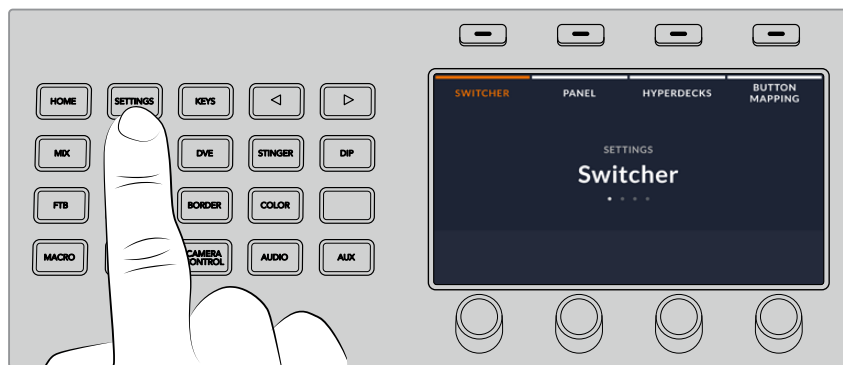 SWITCHER PANEL HYPERDECKS BUTTON MAPPING
SETTINGS
Switcher
HOME SETTINGS KEYS
MIX DVE STINGER DIP
FTB BORDER COLOR
MACRO CAMERA CONTROL AUDIO AUX